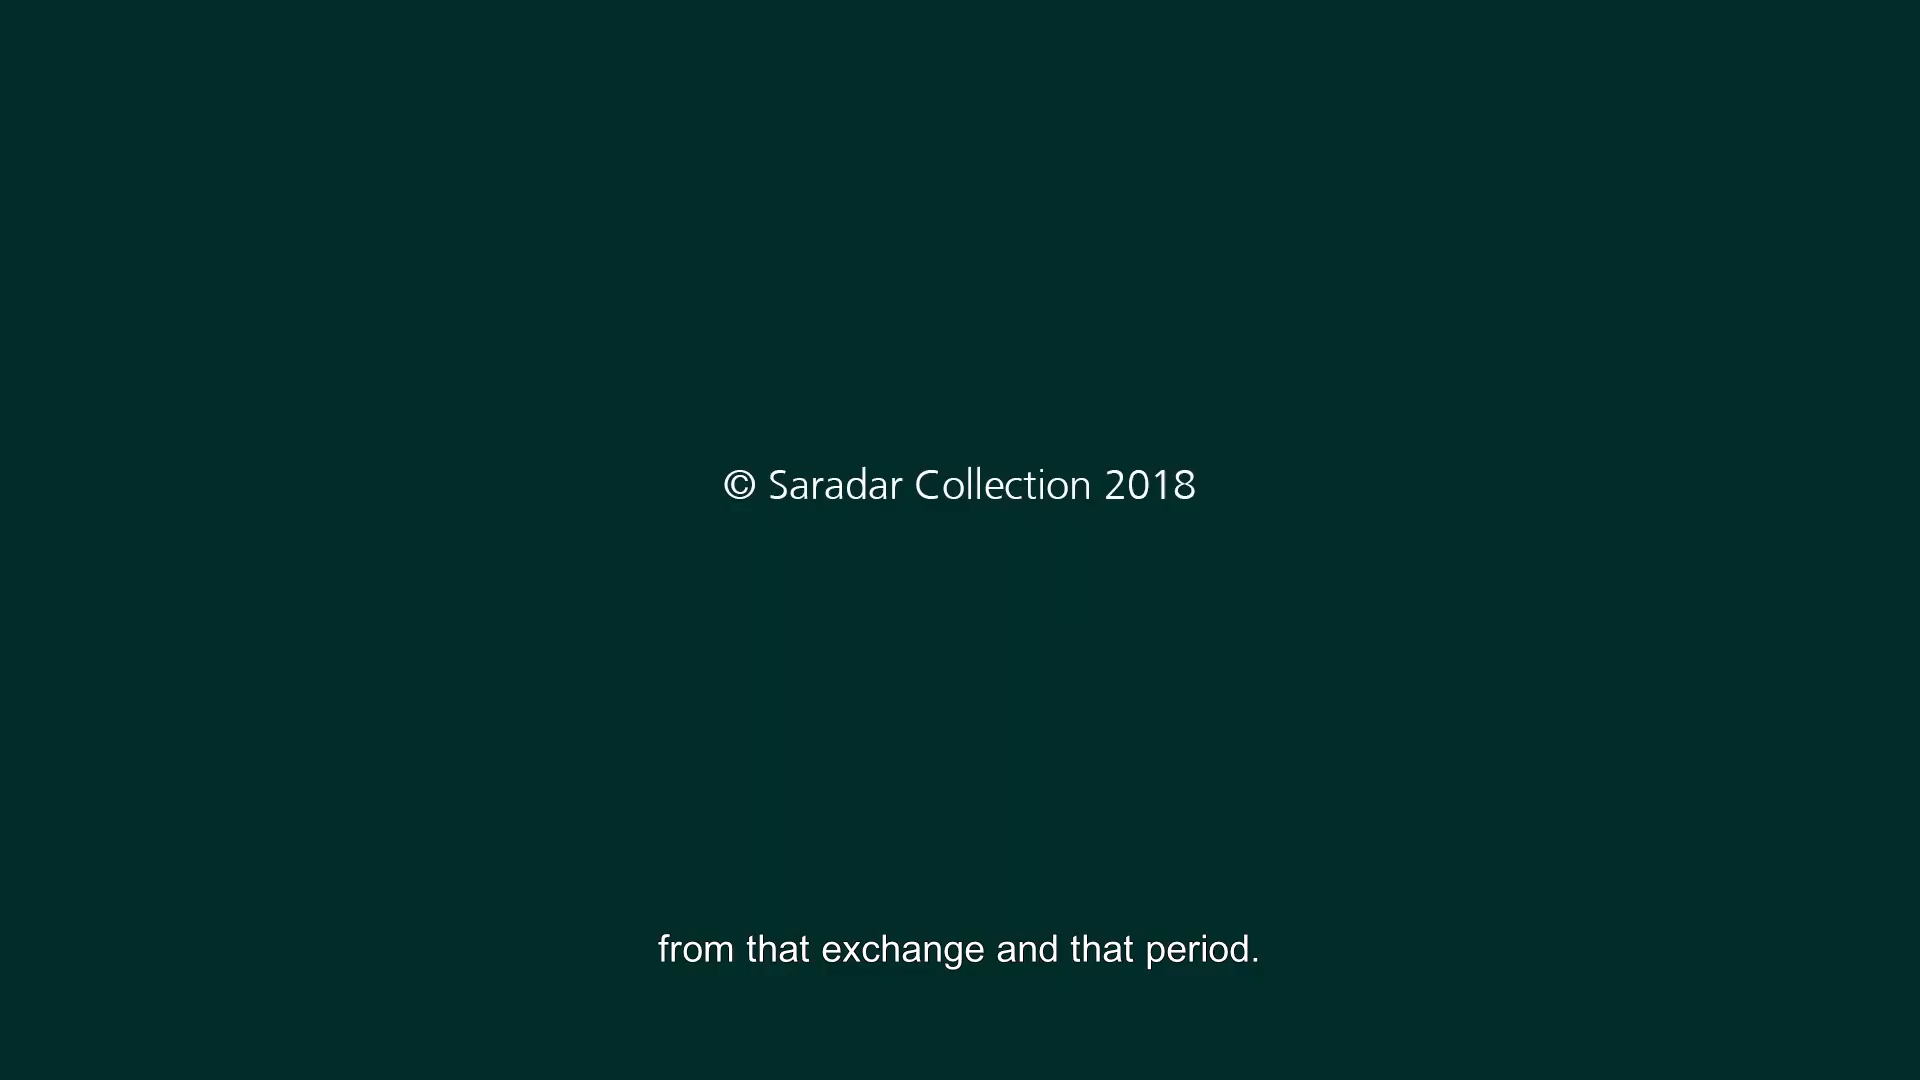 © Saradar Collection 2018
from that exchange and that period.